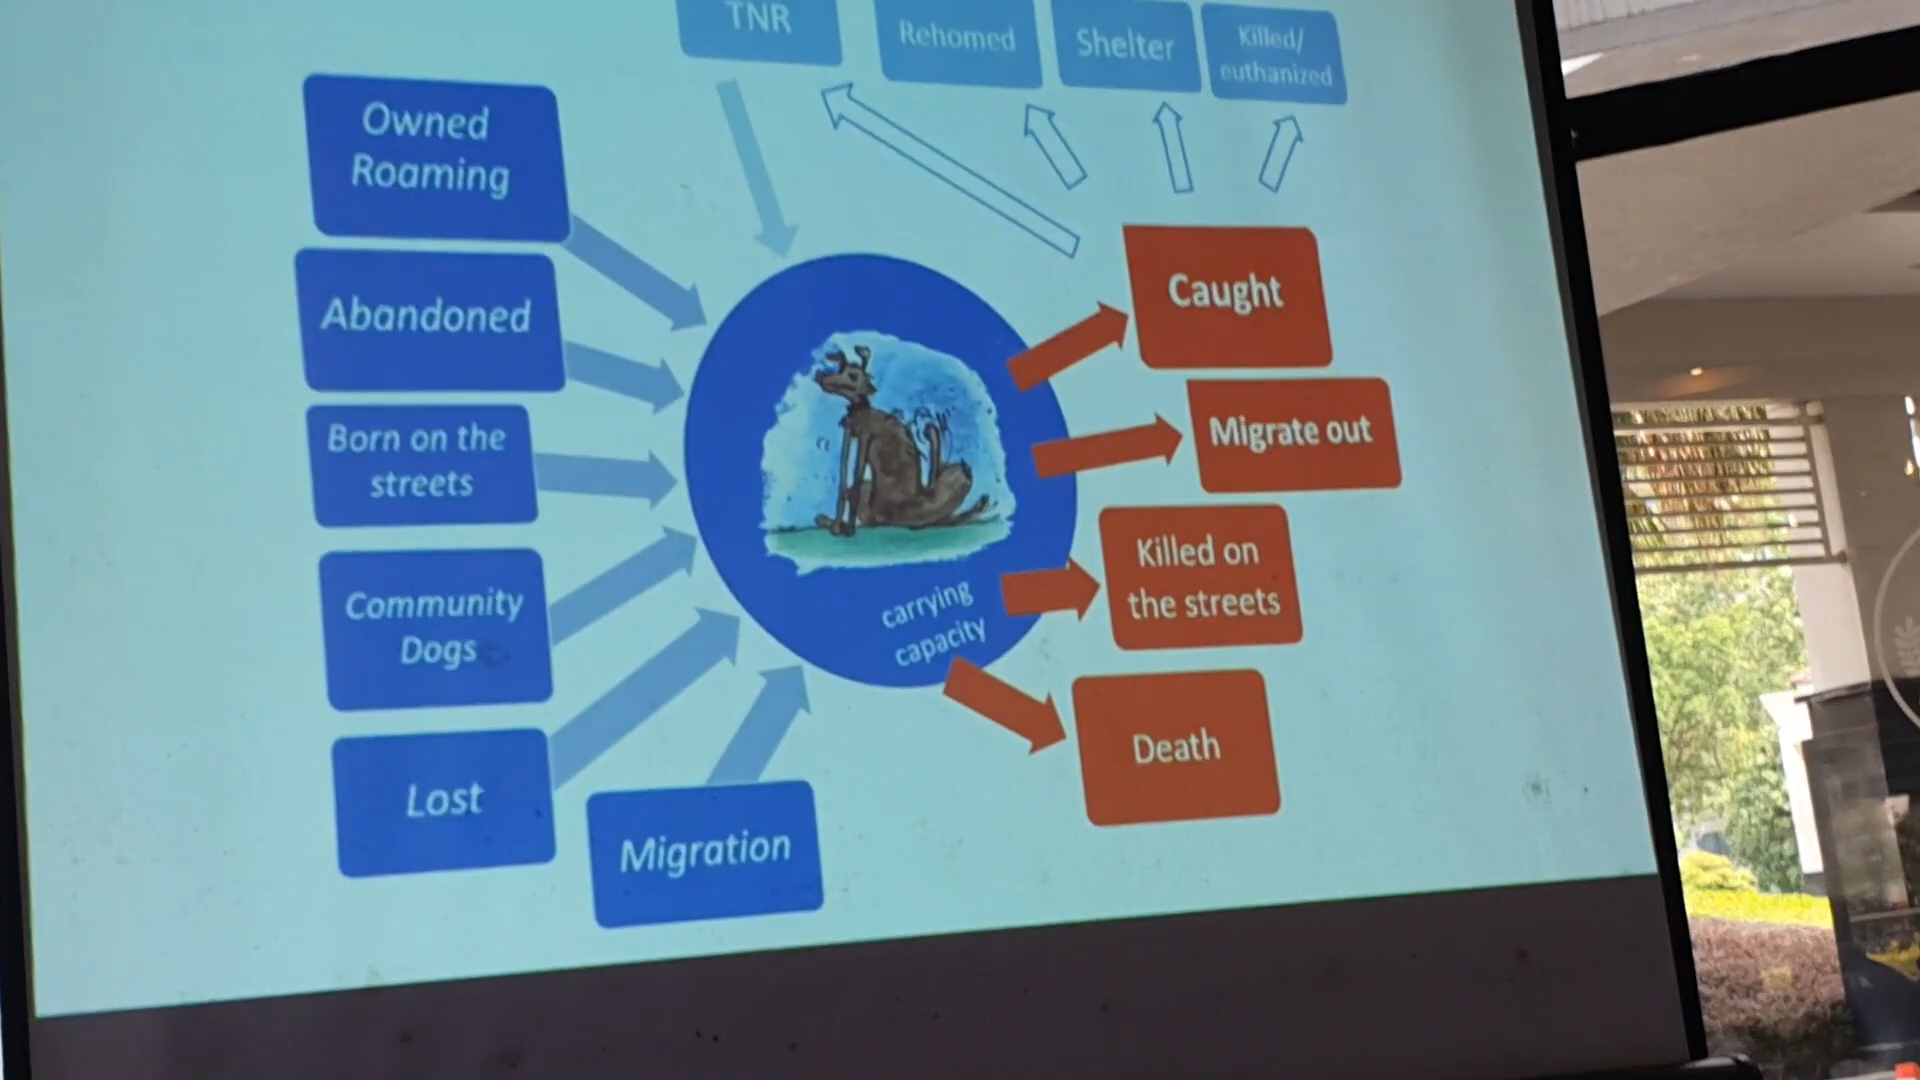 TNR
Rehomed
Shelter
Killed/
euthanized
Owned
Roaming
Abandoned
Born on the
streets
Community
Dogs
Lost
Migration
carrying
capacity
Caught
Migrate out
Killed on
the streets
Death